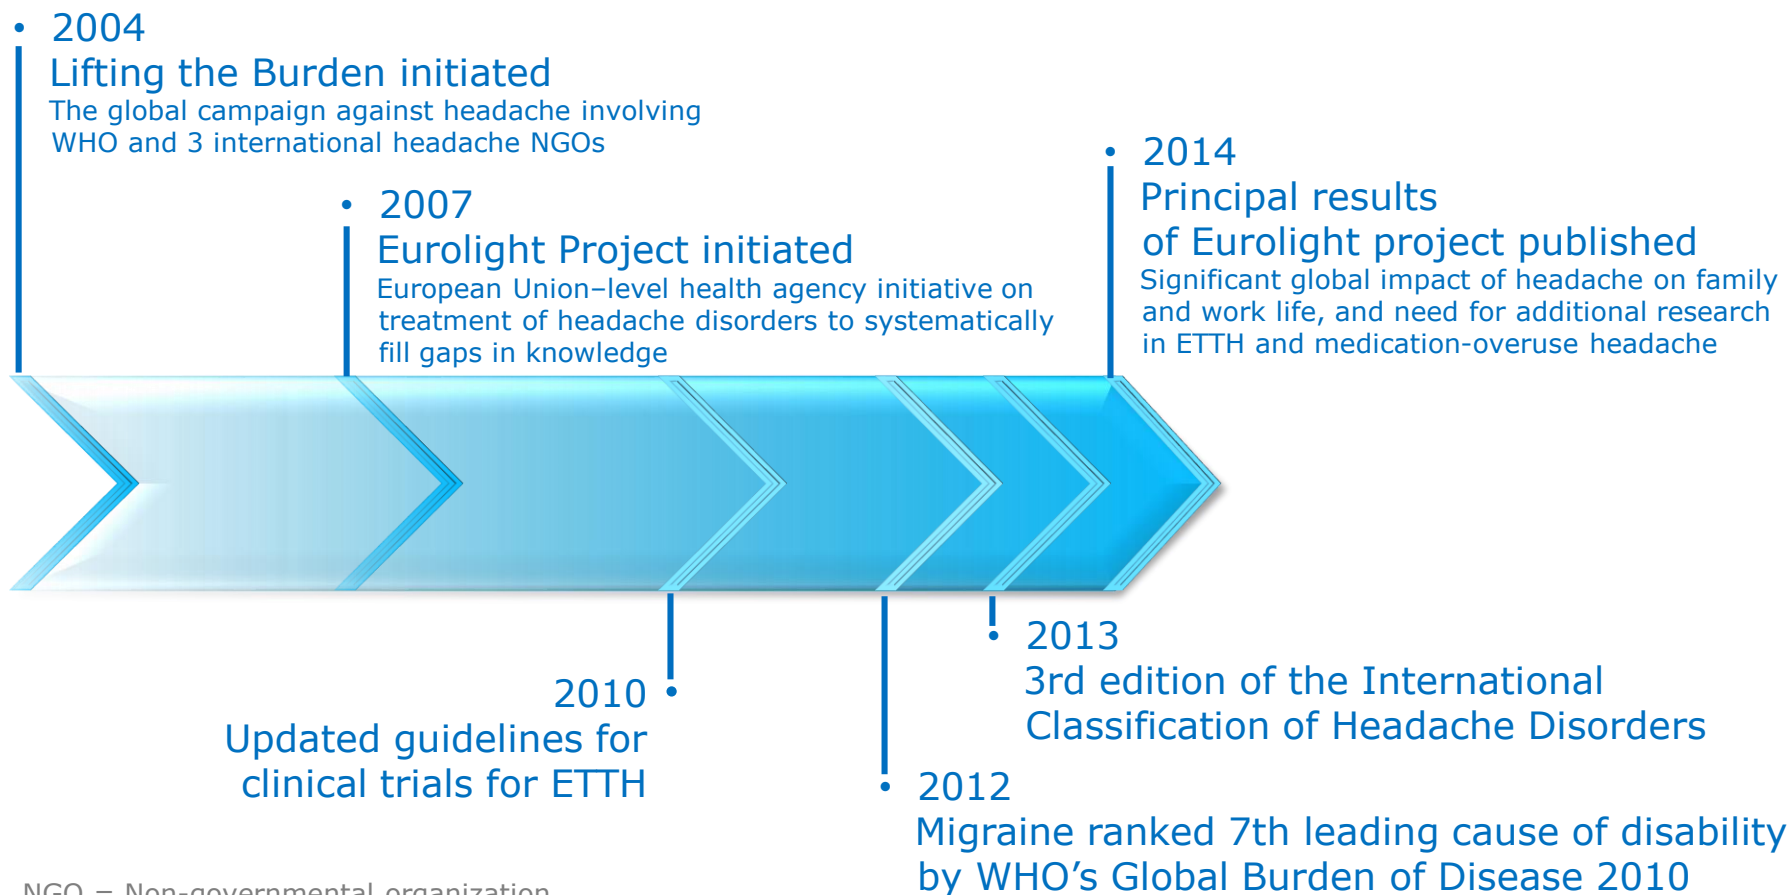 • 2004
Lifting the Burden initiated
The global campaign against headache involving
WHO and 3 international headache NGOs
• 2007
Eurolight Project initiated
European Union–level health agency initiative on
treatment of headache disorders to systematically
fill gaps in knowledge
• 2014
Principal results
of Eurolight project published
Significant global impact of headache on family
and work life, and need for additional research
in ETTH and medication-overuse headache
2010 •
Updated guidelines for
clinical trials for ETTH
• 2012
Migraine ranked 7th leading cause of disability
by WHO’s Global Burden of Disease 2010
• 2013
3rd edition of the International
Classification of Headache Disorders
NGO = Non-governmental organization